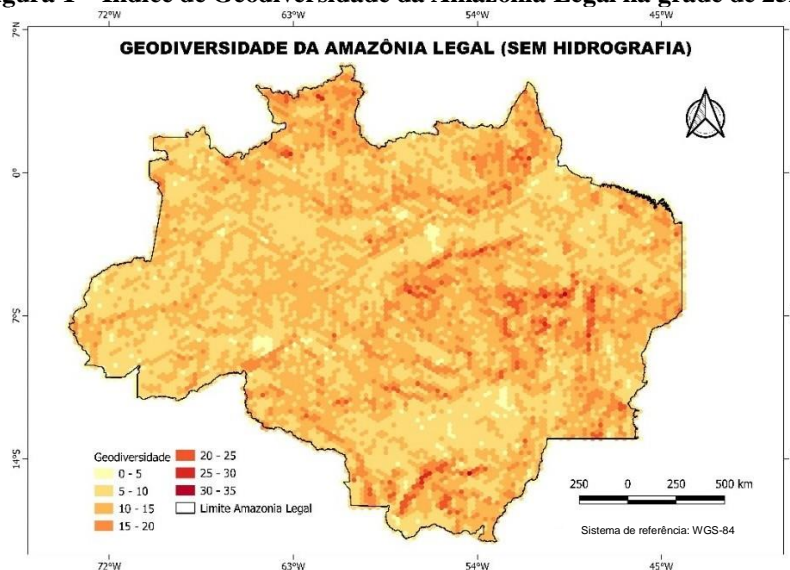 Figura 1 – Índice de Geodiversidade da Amazônia Legal na grade de 25
GEODIVERSIDADE DA AMAZÔNIA LEGAL (SEM HIDROGRAFIA)
72°W 63°W 54°W 45°W
7°N
0°
7°S
14°S
Geodiversidade
0 - 5
5 - 10
10 - 15
15 - 20
20 - 25
25 - 30
30 - 35
Limite Amazonia Legal
250 0 250 500 km
Sistema de referência: WGS-84
72°W 63°W 54°W 45°W